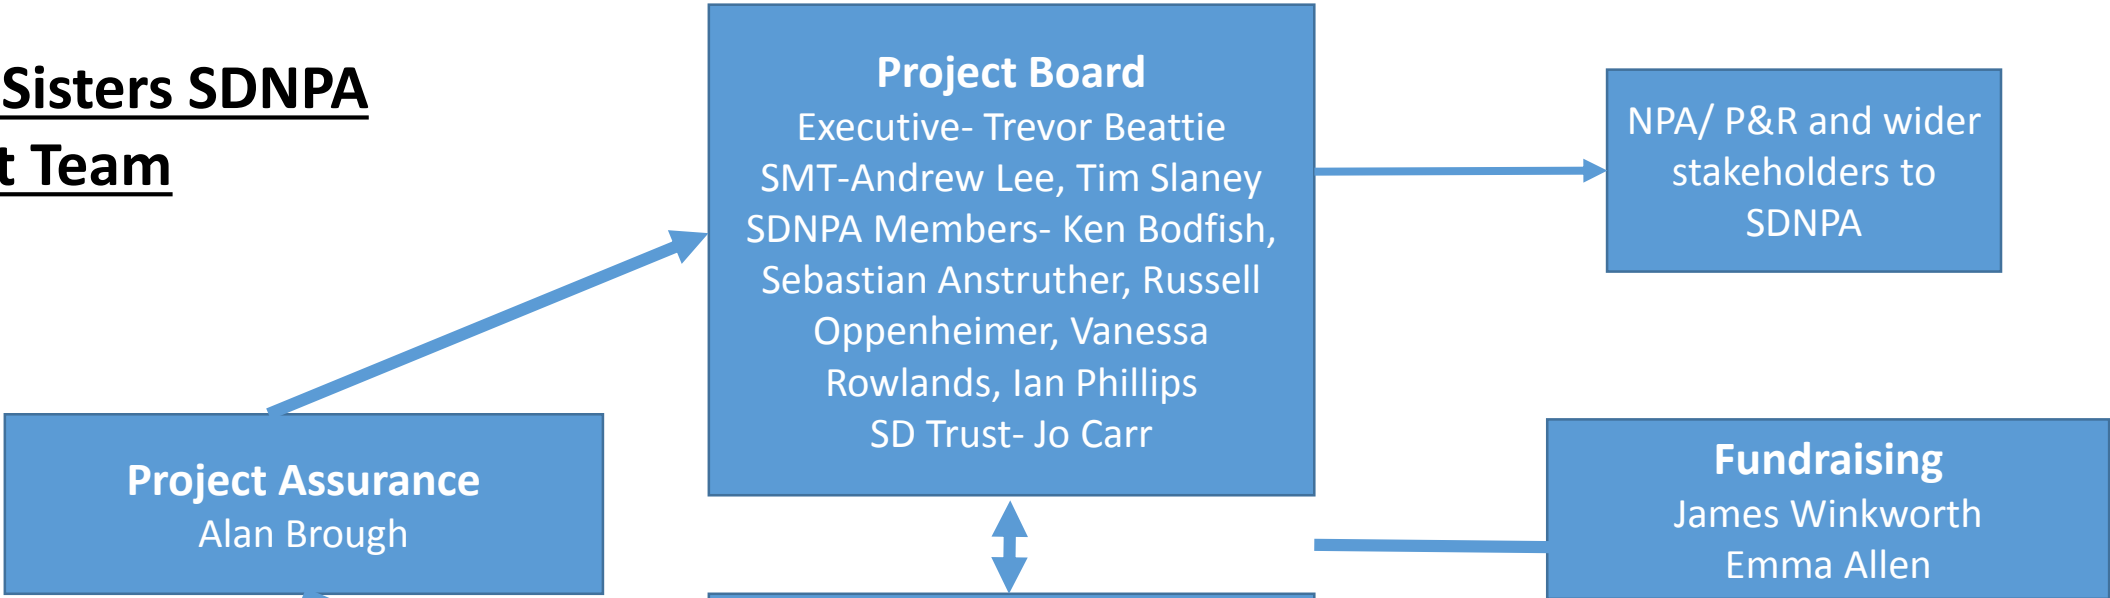 Sisters SDNPA
t Team
Project Board
Executive- Trevor Beattie
SMT-Andrew Lee, Tim Slaney
SDNPA Members- Ken Bodfish,
Sebastian Anstruther, Russell
Oppenheimer, Vanessa
Rowlands, Ian Phillips
SD Trust- Jo Carr
NPA/ P&R and wider
stakeholders to
SDNPA
Project Assurance
Alan Brough
Fundraising
James Winkworth
Emma Allen